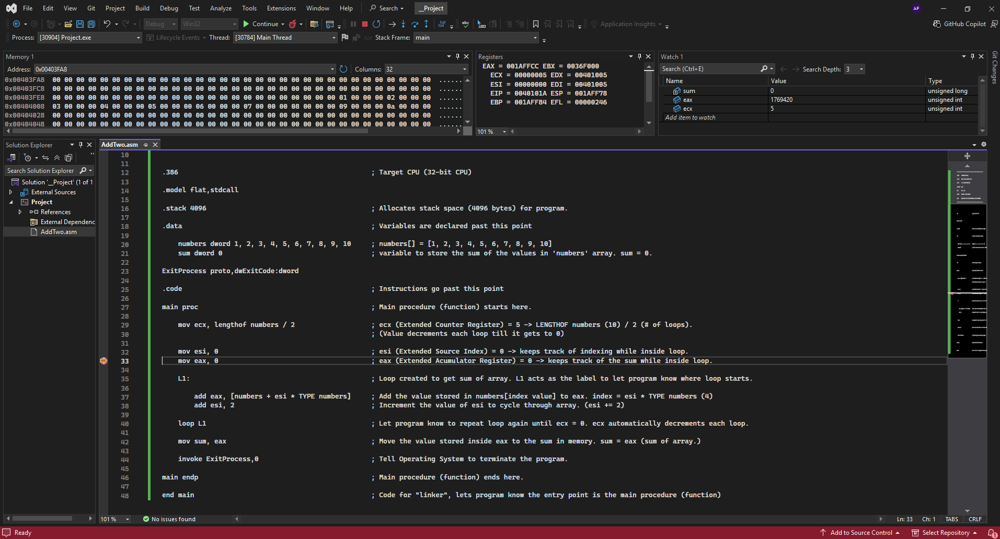 File Edit View Git Project Build Debug Test Analyze Tools Extensions Window Help Search __Project AP
Debug Win32 Continue abc Application Insights GitHub Copilot
Process: [30904] Project.exe Lifecycle Events Thread: [30784] Main Thread Stack Frame: main
Memory 1
Address: 0x00403FA8 Columns: 32
0x00403FA8 00 00 00 00 00 00 00 00 00 00 00 00 00 00 00 00 00 00 00 00 00 00 00 00 00 00 00 00 00 00 00 00 ......
0x00403FC8 00 00 00 00 00 00 00 00 00 00 00 00 00 00 00 00 00 00 00 00 00 00 00 00 00 00 00 00 00 00 00 00 ......
0x00403FE8 00 00 00 00 00 00 00 00 00 00 00 00 00 00 00 00 00 00 00 00 00 00 00 00 01 00 00 00 02 00 00 00 ......
0x00404008 03 00 00 00 04 00 00 00 05 00 00 00 06 00 00 00 07 00 00 00 08 00 00 00 09 00 00 00 0a 00 00 00 ......
0x00404028 00 00 00 00 00 00 00 00 00 00 00 00 00 00 00 00 00 00 00 00 00 00 00 00 00 00 00 00 00 00 00 00 ......
0x00404048 00 00 00 00 00 00 00 00 00 00 00 00 00 00 00 00 00 00 00 00 00 00 00 00 00 00 00 00 00 00 00 00 ......
Registers
EAX = 001AFFCC EBX = 0036F000
ECX = 00000005 EDX = 00401005
ESI = 00000000 EDI = 00401005
EIP = 0040101A ESP = 001AFF78
EBP = 001AFF84 EFL = 00000246
101 %
Watch 1
Search (Ctrl+E) Search Depth: 3
Name Value Type
sum 0 unsigned long
eax 1769420 unsigned int
ecx 5 unsigned int
Add item to watch
Git Changes
Solution Explorer
Search Solution Explorer
Solution '__Project' (1 of 1
External Sources
Project
References
External Dependenc
AddTwo.asm
AddTwo.asm
10
11
12 .386 ; Target CPU (32-bit CPU)
13
14 .model flat,stdcall
15
16 .stack 4096 ; Allocates stack space (4096 bytes) for program.
17
18 .data ; Variables are declared past this point
19
20 numbers dword 1, 2, 3, 4, 5, 6, 7, 8, 9, 10 ; numbers[] = [1, 2, 3, 4, 5, 6, 7, 8, 9, 10]
21 sum dword 0 ; variable to store the sum of the values in 'numbers' array. sum = 0.
22
23 ExitProcess proto,dwExitCode:dword
24
25 .code ; Instructions go past this point
26
27 main proc ; Main procedure (function) starts here.
28
29 mov ecx, lengthof numbers / 2 ; ecx (Extended Counter Register) = 5 -> LENGTHOF numbers (10) / 2 (# of loops).
30 ; (Value decrements each loop till it gets to 0)
31
32 mov esi, 0 ; esi (Extended Source Index) = 0 -> keeps track of indexing while inside loop.
33 mov eax, 0 ; eax (Extended Acumulator Register) = 0 -> keeps track of the sum while inside loop.
34
35 L1: ; Loop created to get sum of array. L1 acts as the label to let program know where loop starts.
36
37 add eax, [numbers + esi * TYPE numbers] ; Add the value stored in numbers[index value] to eax. index = esi * TYPE numbers (4)
38 add esi, 2 ; Increment the value of esi to cycle through array. (esi += 2)
39
40 loop L1 ; Let program know to repeat loop again until ecx = 0. ecx automatically decrements each loop.
41
42 mov sum, eax ; Move the value stored inside eax to the sum in memory. sum = eax (sum of array.)
43
44 invoke ExitProcess,0 ; Tell Operating System to terminate the program.
45
46 main endp ; Main procedure (function) ends here.
47
48 end main ; Code for "linker", lets program know the entry point is the main procedure (function)
101 % No issues found Ln: 33 Ch: 1 TABS CRLF
Ready Add to Source Control Select Repository 1